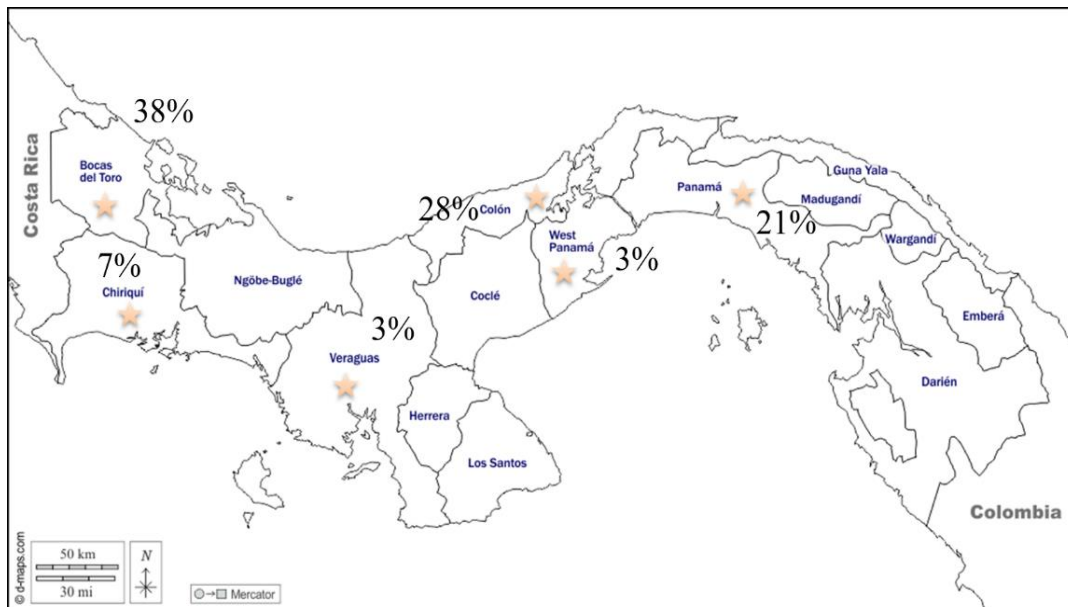 38%
Costa Rica
Bocas
del Toro
Guna Yala
Panamá
Madugandí
28%
Colón
21%
West
Panamá
Wargandí
7%
3%
Chiriquí
Ngöbe-Buglé
Coclé
Emberá
3%
Veraguas
Darién
Herrera
Los Santos
Colombia
50 km
30 mi
N
Mercator
© d-maps.com